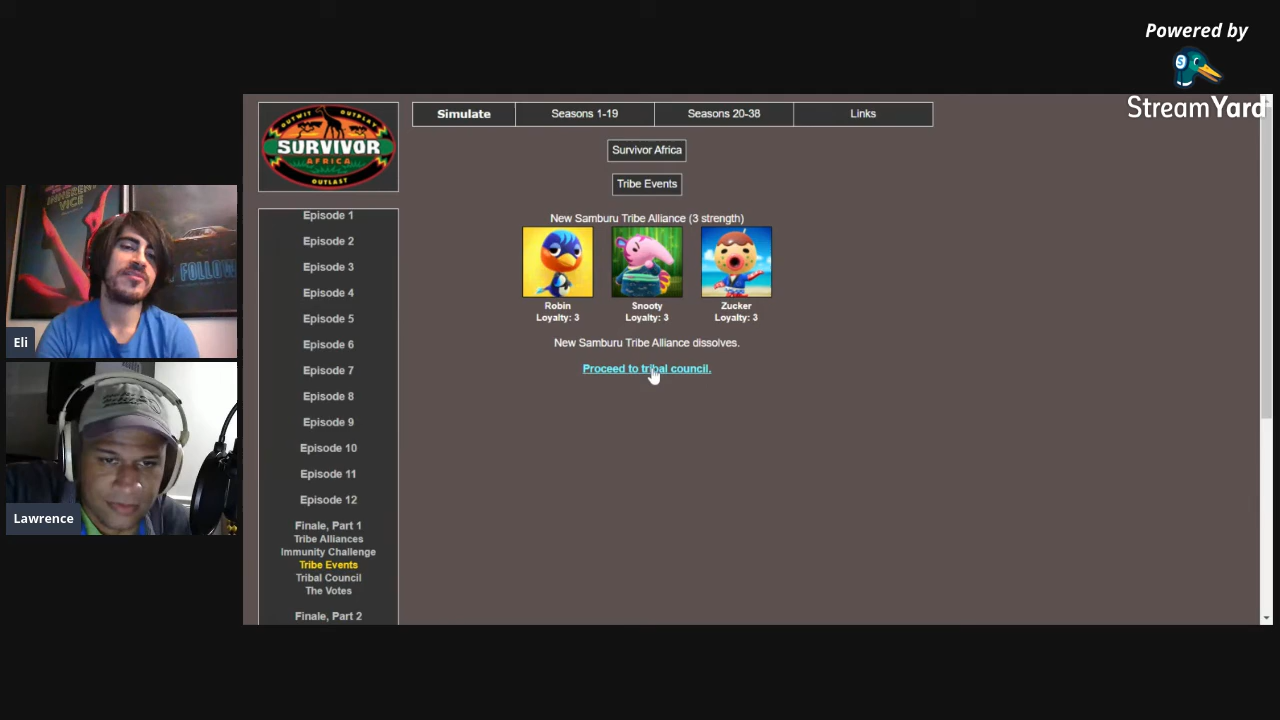 Powered by
StreamYard
OUTWIT OUTPLAY
SURVIVOR
AFRICA
OUTLAST
Simulate
Seasons 1-19
Seasons 20-38
Links
Survivor Africa
Tribe Events
New Samburu Tribe Alliance (3 strength)
Robin
Loyalty: 3
Snooty
Loyalty: 3
Zucker
Loyalty: 3
New Samburu Tribe Alliance dissolves.
Proceed to tribal council.
Episode 1
Episode 2
Episode 3
Episode 4
Episode 5
Episode 6
Episode 7
Episode 8
Episode 9
Episode 10
Episode 11
Episode 12
Finale, Part 1
Tribe Alliances
Immunity Challenge
Tribe Events
Tribal Council
The Votes
Finale, Part 2
INHERENT
VICE
FOLLOW
Eli
Lawrence